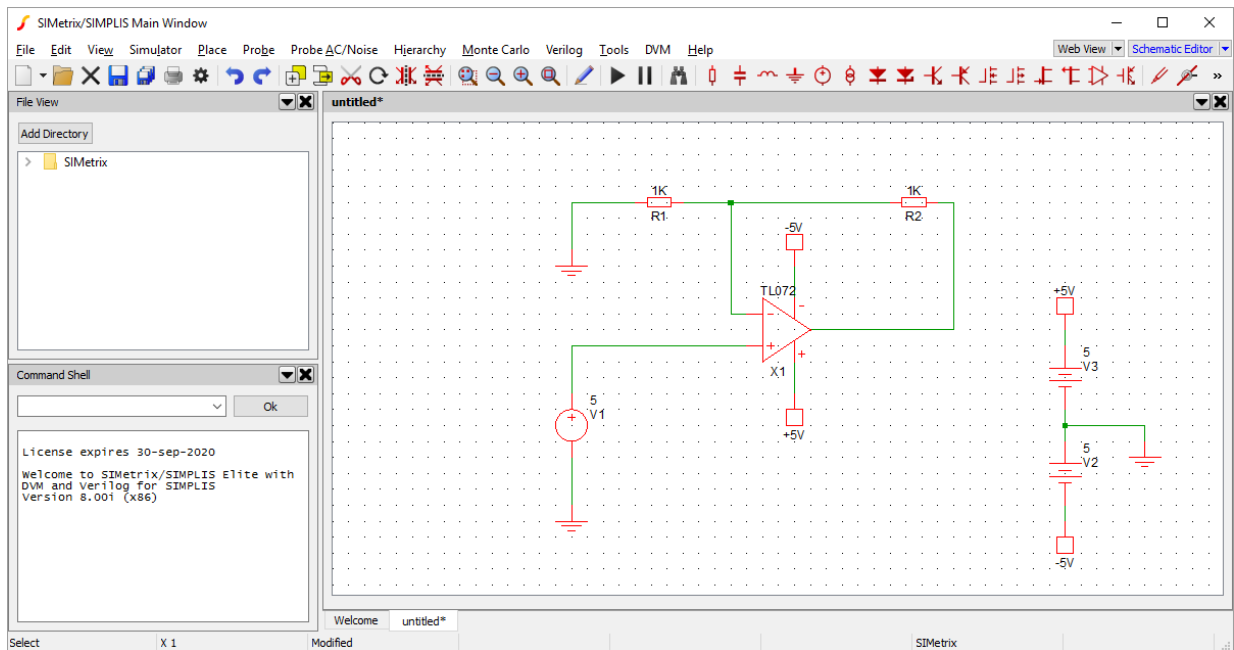 SIMetrix/SIMPLIS Main Window
File Edit View Simulator Place Probe Probe AC/Noise Hierarchy Monte Carlo Verilog Tools DVM Help
Web View Schematic Editor
File View
untitled*
Add Directory
SIMetrix
1K
R1
1K
R2
-5V
TL072
-
-
+
+
X1
+5V
5
V1
+
+5V
5
V3
5
V2
-5V
Command Shell
Ok
License expires 30-sep-2020
Welcome to SIMetrix/SIMPLIS Elite with
DVM and Verilog for SIMPLIS
Version 8.00i (x86)
Welcome untitled*
Select X 1 Modified SIMetrix